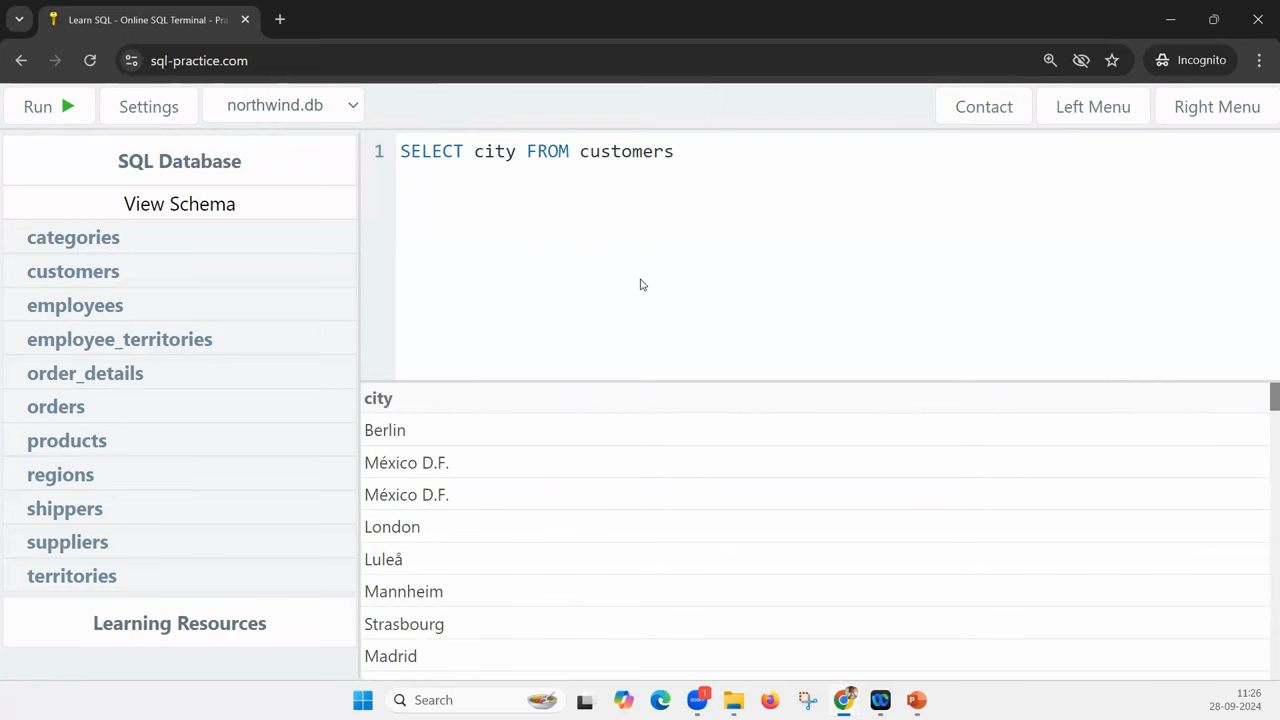 Learn SQL - Online SQL Terminal - Pra
sql-practice.com
Incognito
Run
Settings
northwind.db
Contact
Left Menu
Right Menu
SQL Database
View Schema
categories
customers
employees
employee_territories
order_details
orders
products
regions
shippers
suppliers
territories
Learning Resources
1 SELECT city FROM customers
city
Berlin
México D.F.
México D.F.
London
Luleå
Mannheim
Strasbourg
Madrid
Search
1
11:26
28-09-2024